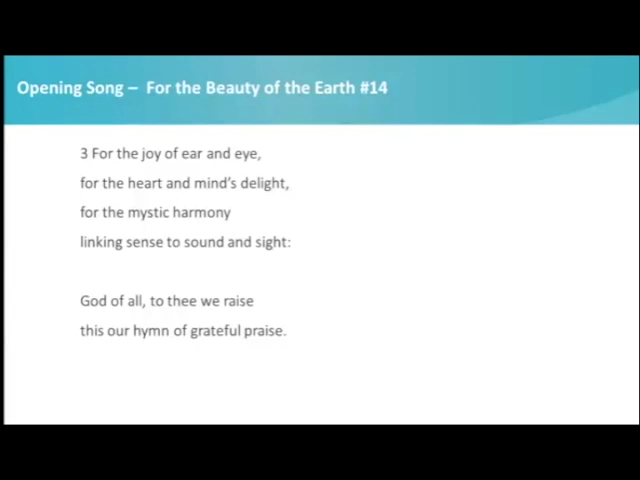 Opening Song – For the Beauty of the Earth #14
3 For the joy of ear and eye,
for the heart and mind's delight,
for the mystic harmony
linking sense to sound and sight:
God of all, to thee we raise
this our hymn of grateful praise.